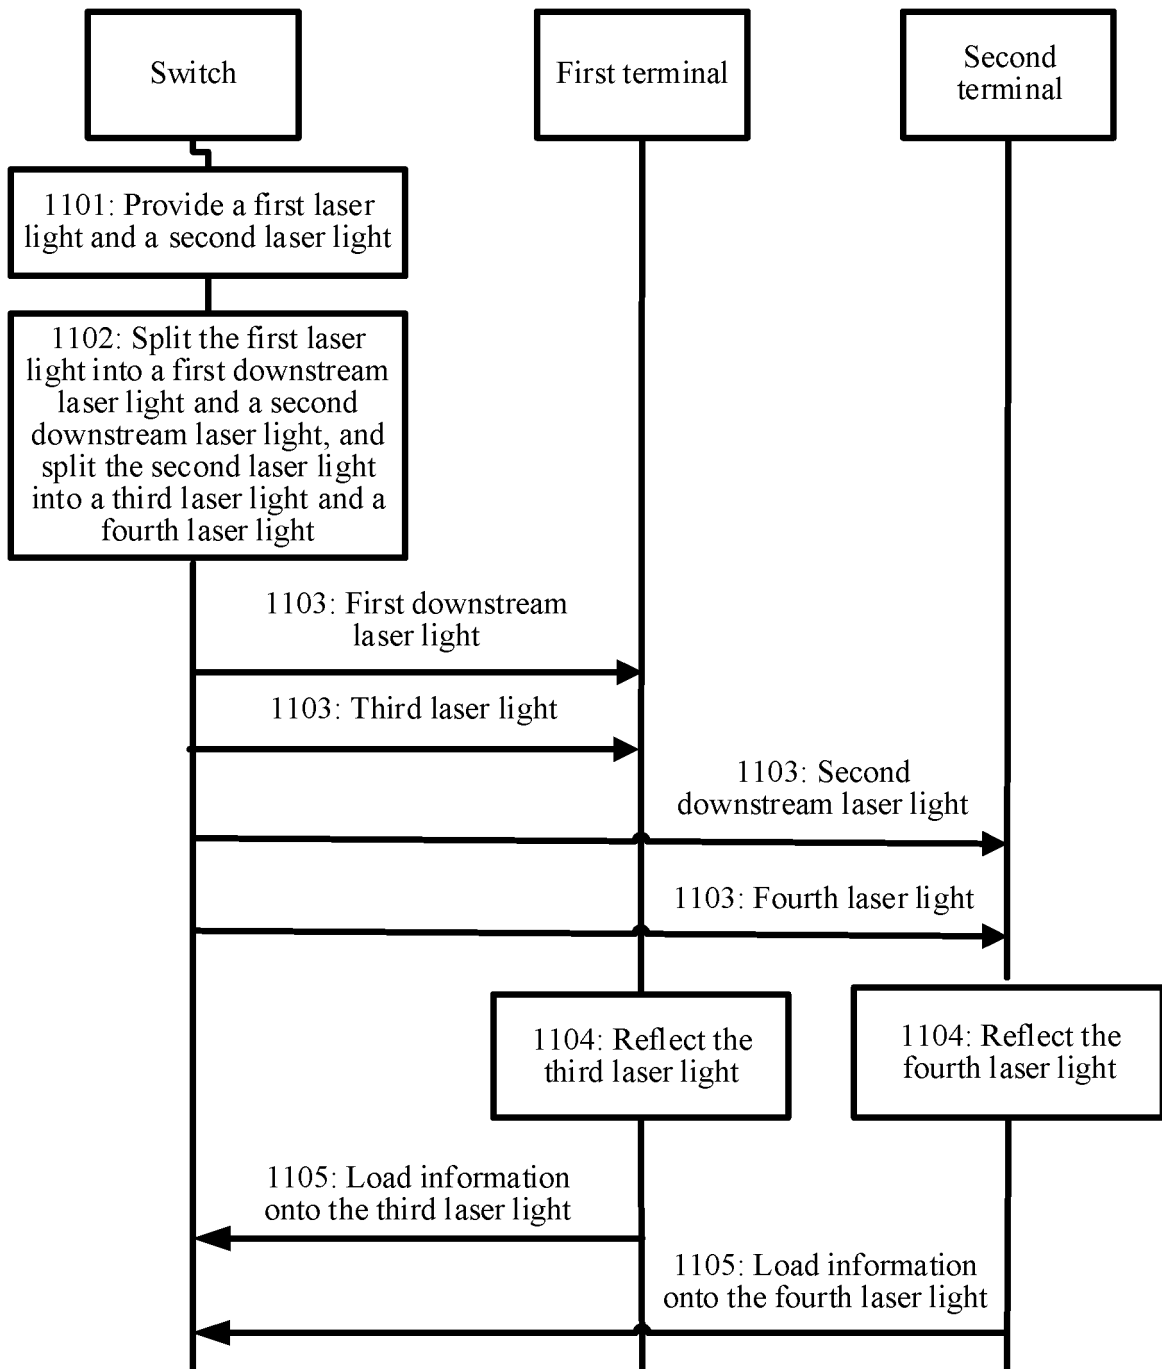 Switch
First terminal
Second
terminal
1101: Provide a first laser
light and a second laser light
1102: Split the first laser
light into a first downstream
laser light and a second
downstream laser light, and
split the second laser light
into a third laser light and a
fourth laser light
1103: First downstream
laser light
1103: Third laser light
1103: Second
downstream laser light
1103: Fourth laser light
1104: Reflect the
third laser light
1104: Reflect the
fourth laser light
1105: Load information
onto the third laser light
1105: Load information
onto the fourth laser light